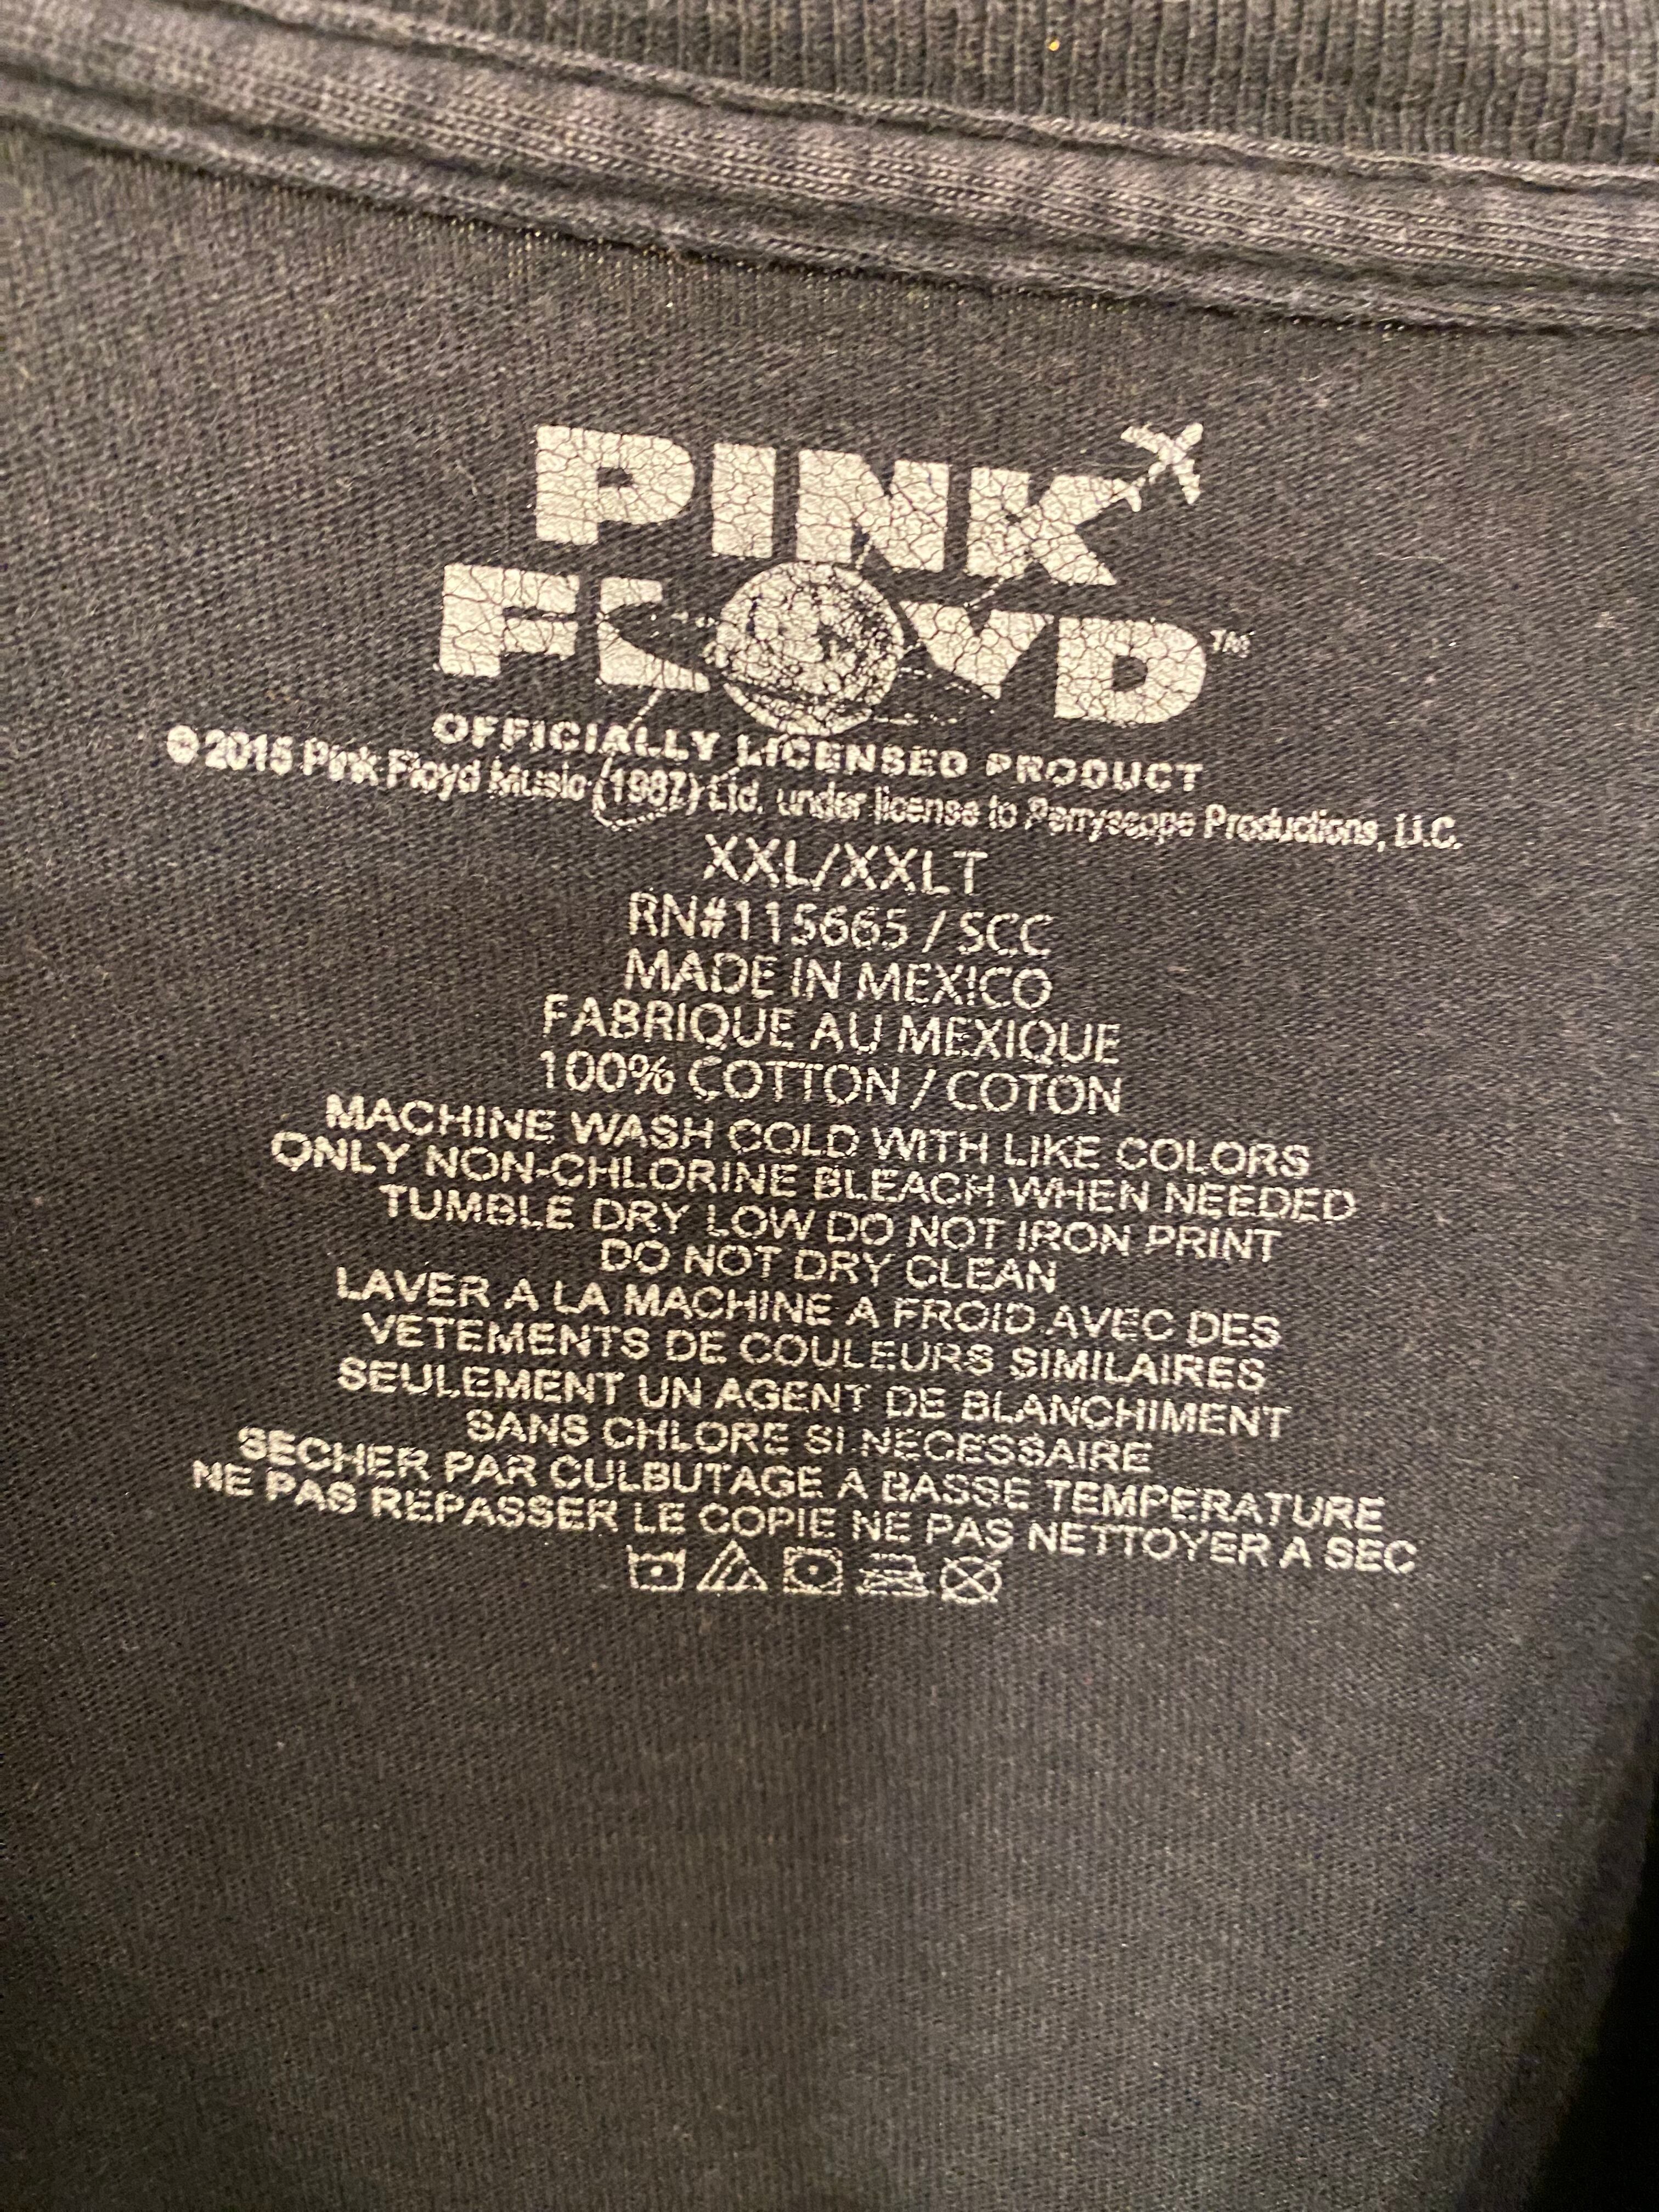 PINK
FLOYD™
OFFICIALLY LICENSED PRODUCT
©2015 Pink Floyd Music (1987) Ltd. under license to Perryscope Productions, LLC.
XXL/XXLT
RN#115665 / SCC
MADE IN MEXICO
FABRIQUE AU MEXIQUE
100% COTTON / COTON
MACHINE WASH COLD WITH LIKE COLORS
ONLY NON-CHLORINE BLEACH WHEN NEEDED
TUMBLE DRY LOW DO NOT IRON PRINT
DO NOT DRY CLEAN
LAVER A LA MACHINE A FROID AVEC DES
VETEMENTS DE COULEURS SIMILAIRES
SEULEMENT UN AGENT DE BLANCHIMENT
SANS CHLORE SI NECESSAIRE
SECHER PAR CULBUTAGE A BASSE TEMPERATURE
NE PAS REPASSER LE COPIE NE PAS NETTOYER A SEC